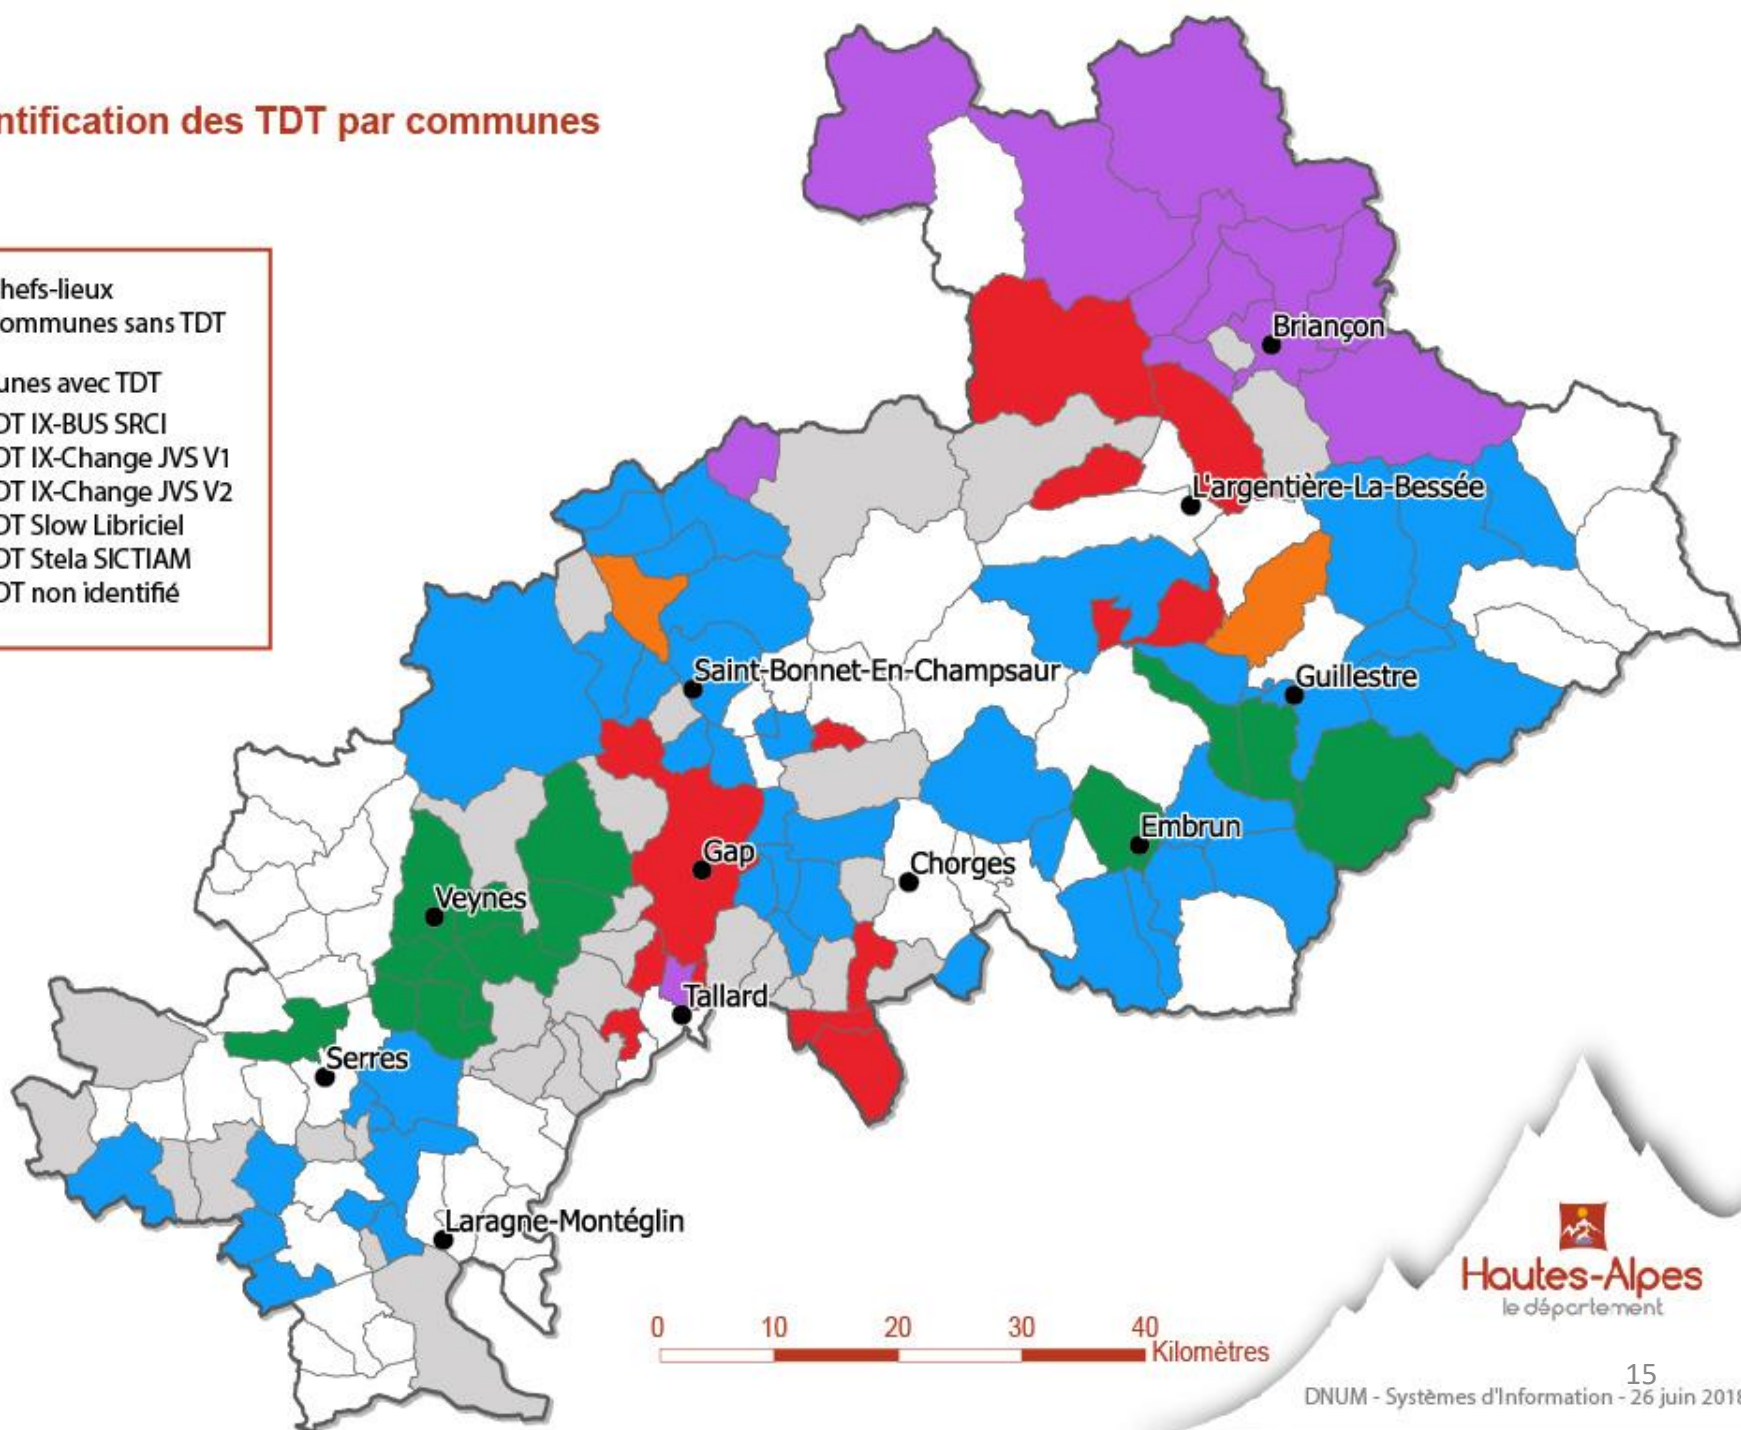 ntification des TDT par communes
hefs-lieux
ommunes sans TDT
unes avec TDT
DT IX-BUS SRCI
DT IX-Change JVS V1
DT IX-Change JVS V2
DT Slow Libriciel
DT Stela SICTIAM
DT non identifié
Briançon
L'argentière-La-Bessée
Saint-Bonnet-En-Champsaur
Guillestre
Embrun
Gap
Chorges
Veynes
Tallard
Serres
Laragne-Montéglin
0 10 20 30 40
Kilomètres
Hautes-Alpes
le département
15
DNUM - Systèmes d'Information - 26 juin 2018